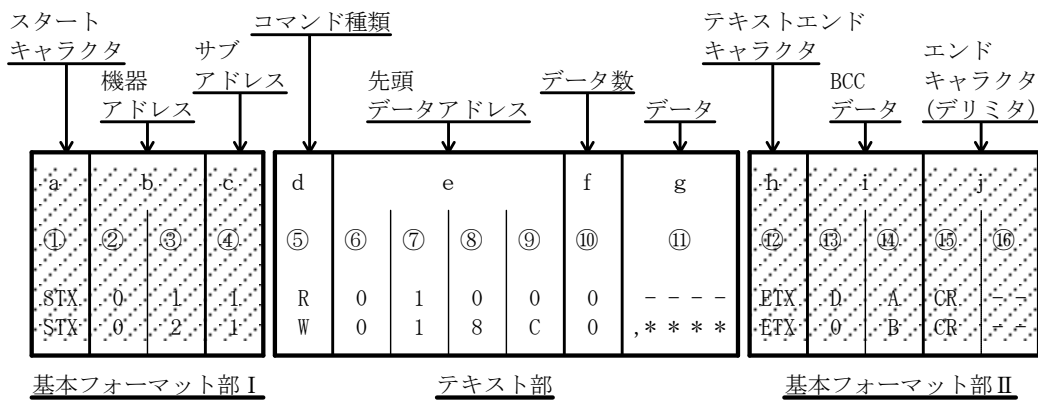 スタート
キャラクタ
機器
アドレス
サブ
アドレス
コマンド種類
先頭
データアドレス
データ数
データ
テキストエンド
キャラクタ
BCC
データ
エンド
キャラクタ
(デリミタ)
a b c d e f g h i j
① ② ③ ④ ⑤ ⑥ ⑦ ⑧ ⑨ ⑩ ⑪ ⑫ ⑬ ⑭ ⑮ ⑯
STX 0 1 1 R 0 1 0 0 0 ---- ETX D A CR --
STX 0 2 1 W 0 1 8 C 0 ,**** ETX 0 B CR --
基本フォーマット部Ⅰ テキスト部 基本フォーマット部Ⅱ